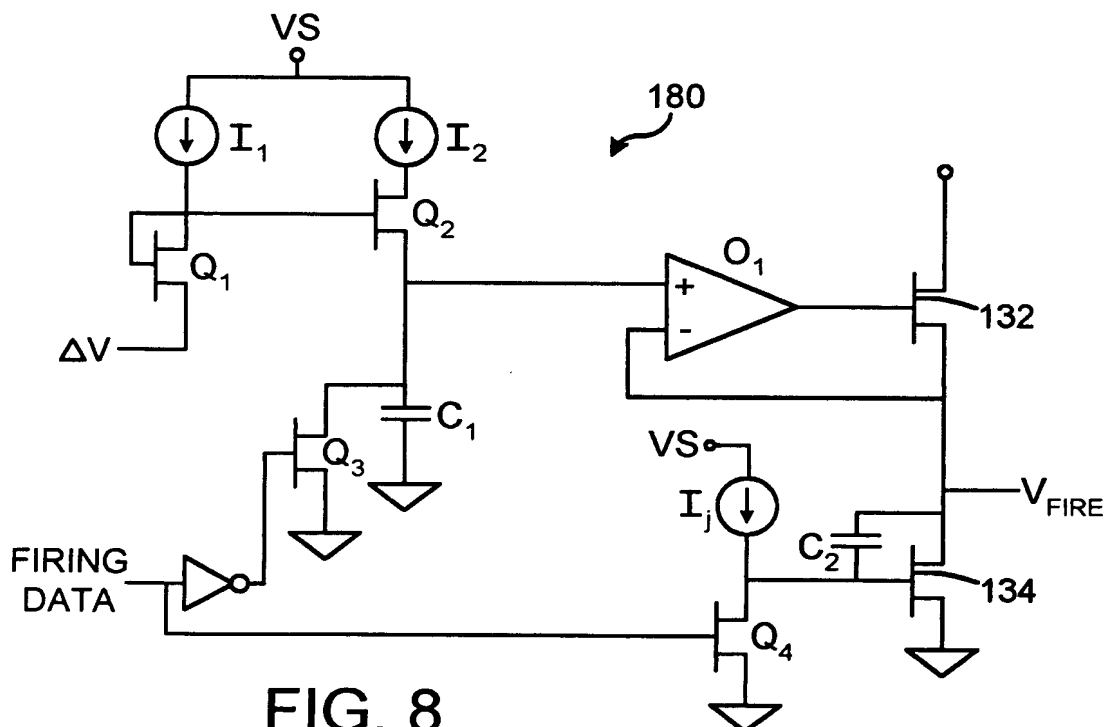 VS
180
I₁
I₂
Q₂
Q₁
O₁
+
-
132
ΔV
C₁
Q₃
VS
Iⱼ
V_FIRE
C₂
FIRING
DATA
134
Q₄
FIG. 8